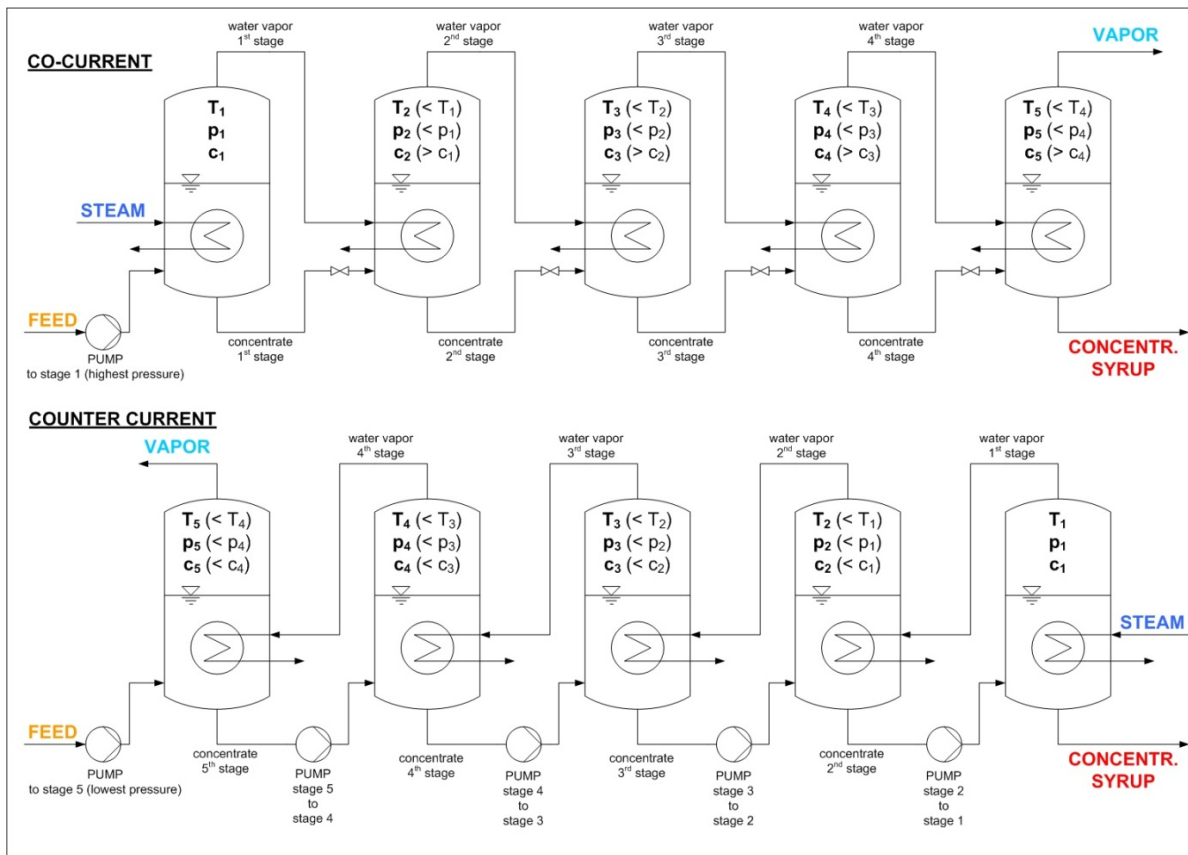 CO-CURRENT
water vapor
1st stage
water vapor
2nd stage
water vapor
3rd stage
water vapor
4th stage
VAPOR
T1
p1
c1
T2 (< T1)
p2 (< p1)
c2 (> c1)
T3 (< T2)
p3 (< p2)
c3 (> c2)
T4 (< T3)
p4 (< p3)
c4 (> c3)
T5 (< T4)
p5 (< p4)
c5 (> c4)
STEAM
FEED
PUMP
to stage 1 (highest pressure)
concentrate
1st stage
concentrate
2nd stage
concentrate
3rd stage
concentrate
4th stage
CONCENTR.
SYRUP
COUNTER CURRENT
VAPOR
water vapor
4th stage
water vapor
3rd stage
water vapor
2nd stage
water vapor
1st stage
T5 (< T4)
p5 (< p4)
c5 (< c4)
T4 (< T3)
p4 (< p3)
c4 (< c3)
T3 (< T2)
p3 (< p2)
c3 (< c2)
T2 (< T1)
p2 (< p1)
c2 (< c1)
T1
p1
c1
STEAM
FEED
PUMP
to stage 5 (lowest pressure)
concentrate
5th stage
PUMP
stage 5
to
stage 4
concentrate
4th stage
PUMP
stage 4
to
stage 3
concentrate
3rd stage
PUMP
stage 3
to
stage 2
concentrate
2nd stage
PUMP
stage 2
to
stage 1
CONCENTR.
SYRUP